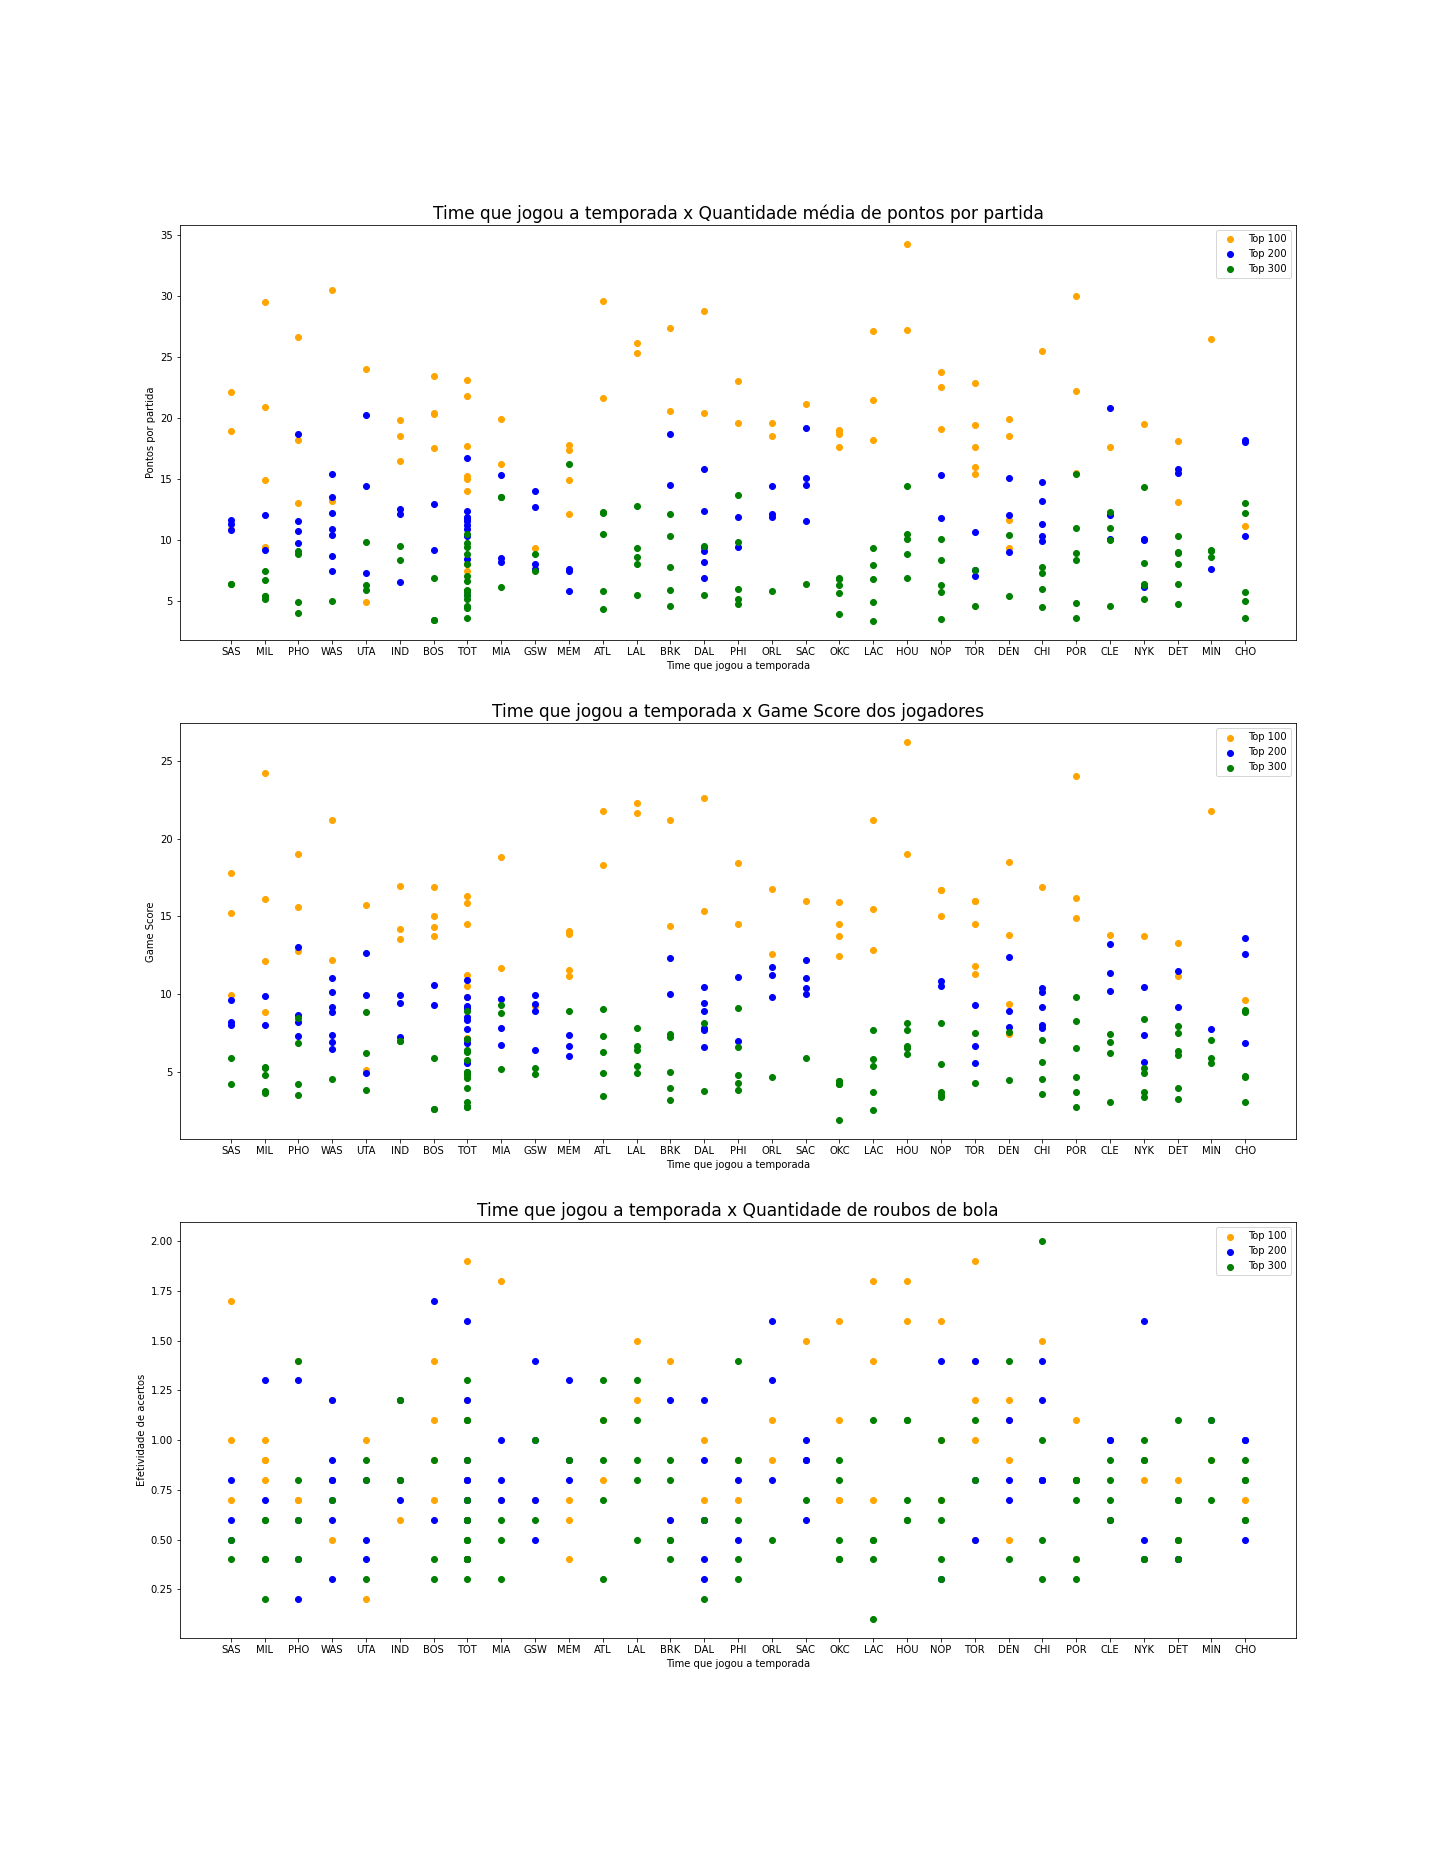 Time que jogou a temporada x Quantidade média de pontos por partida
Top 100
Top 200
Top 300
Pontos por partida
35
30
25
20
15
10
5
SAS MIL PHO WAS UTA IND BOS TOT MIA GSW MEM ATL LAL BRK DAL PHI ORL SAC OKC LAC HOU NOP TOR DEN CHI POR CLE NYK DET MIN CHO
Time que jogou a temporada
Time que jogou a temporada x Game Score dos jogadores
Top 100
Top 200
Top 300
Game Score
25
20
15
10
5
SAS MIL PHO WAS UTA IND BOS TOT MIA GSW MEM ATL LAL BRK DAL PHI ORL SAC OKC LAC HOU NOP TOR DEN CHI POR CLE NYK DET MIN CHO
Time que jogou a temporada
Time que jogou a temporada x Quantidade de roubos de bola
Top 100
Top 200
Top 300
Efetividade de acertos
2.00
1.75
1.50
1.25
1.00
0.75
0.50
0.25
SAS MIL PHO WAS UTA IND BOS TOT MIA GSW MEM ATL LAL BRK DAL PHI ORL SAC OKC LAC HOU NOP TOR DEN CHI POR CLE NYK DET MIN CHO
Time que jogou a temporada